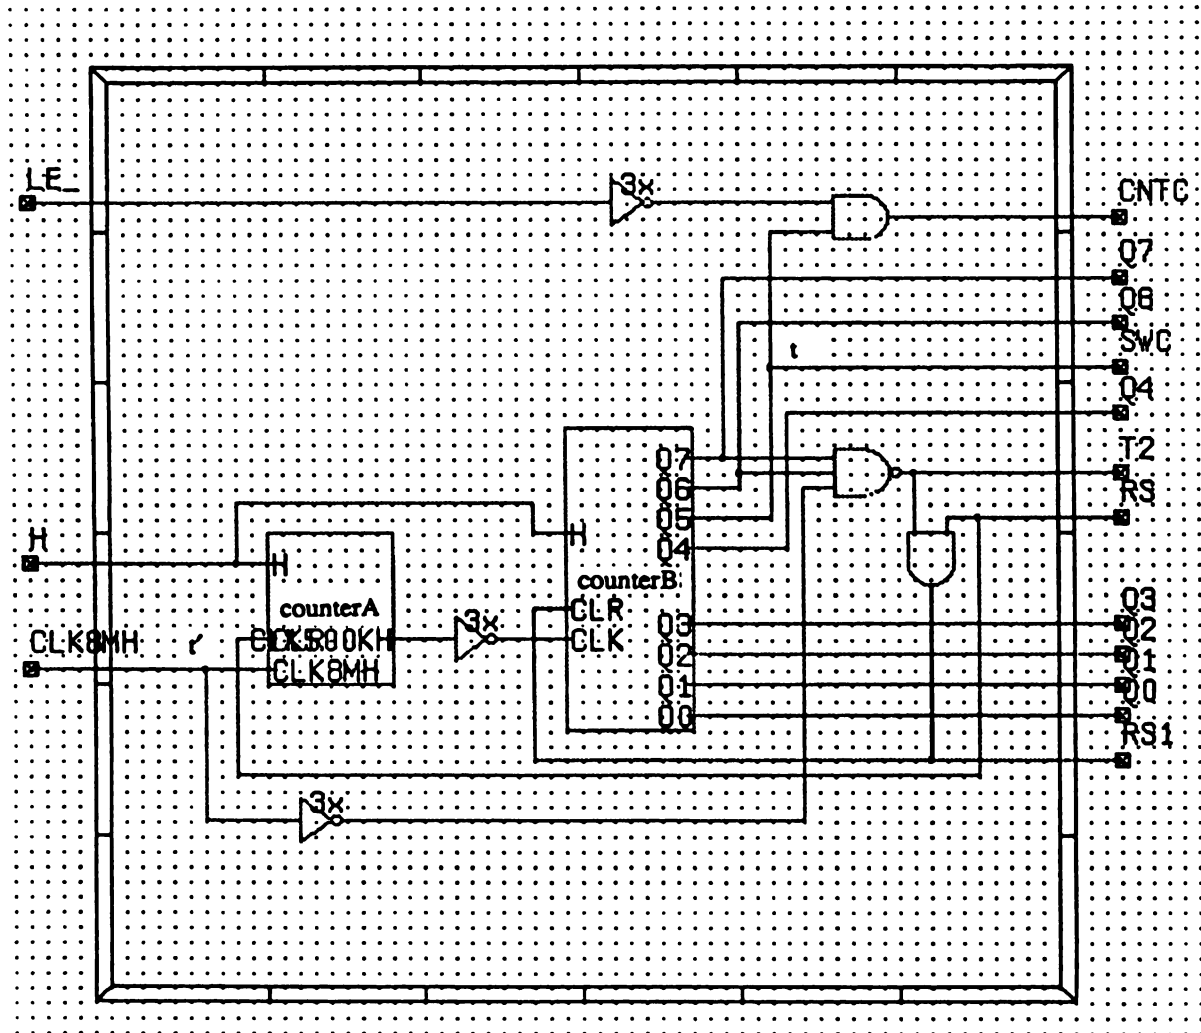 LE_
3x
CNTC
Q7
Q8
SWC
t
Q4
T2
RS
Q7
Q6
Q5
Q4
H
H
H
counterA
counterB
CLR
CLK
3x
CLK8MH
r'
CLK8MH
Q3
Q2
Q1
Q0
Q3
Q2
Q1
Q0
RS1
3x